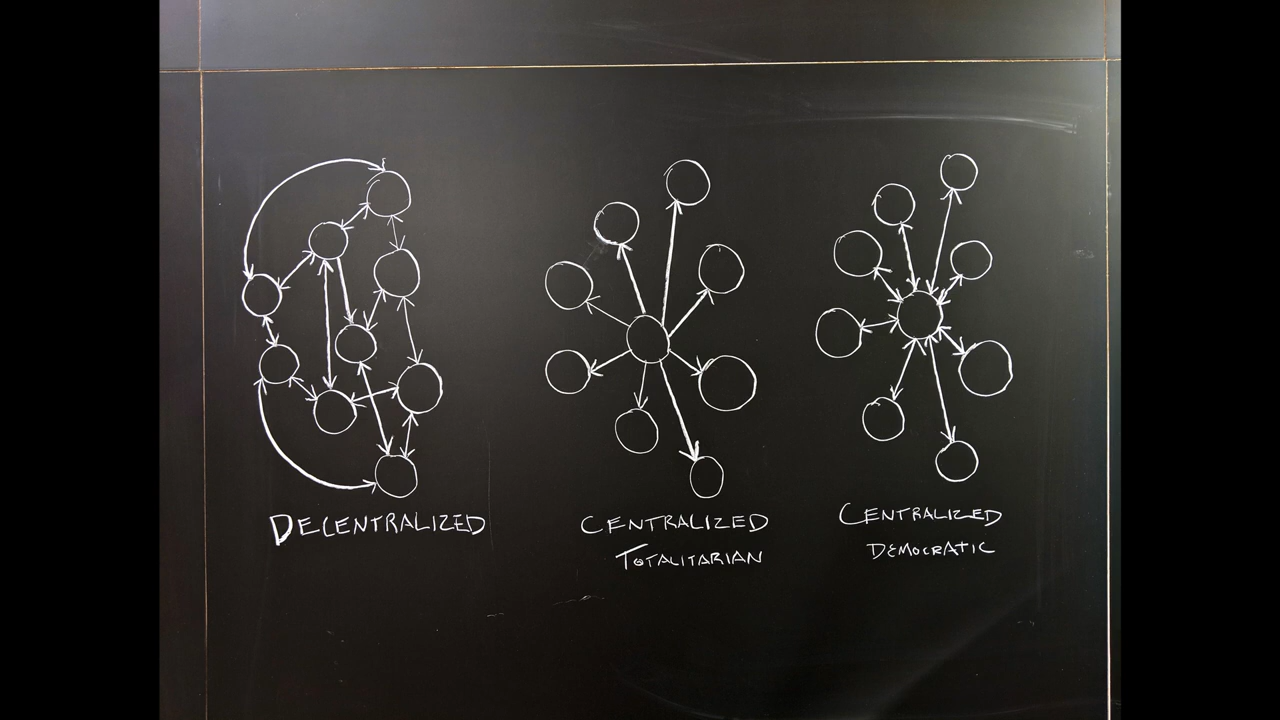 DECENTRALIZED
CENTRALIZED
TOTALITARIAN
CENTRALIZED
DEMOCRATIC